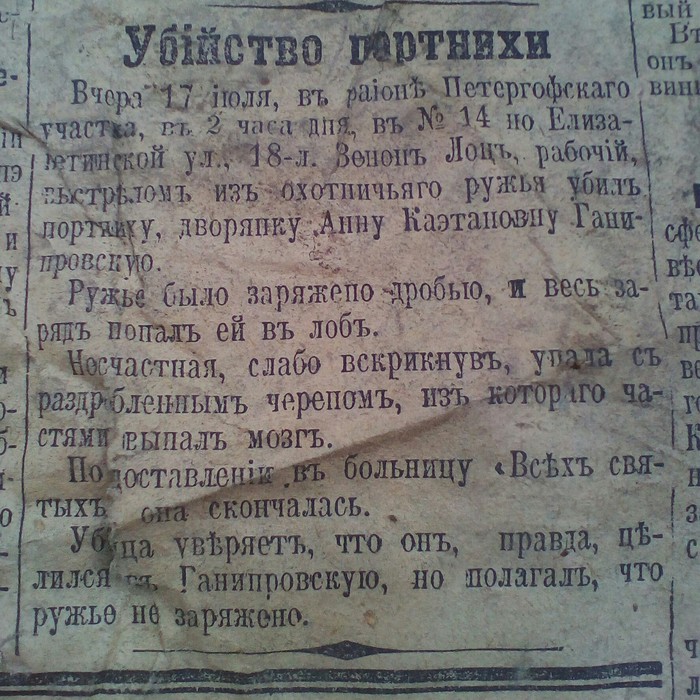 Убійство портнихи
Вчера 17 іюля, въ раіонѣ Петергофскаго
участка, въ 2 часа дня, въ № 14 по Елиза-
ветинской ул., 18-л. Зенонъ Лоцъ, рабочій,
выстрѣломъ изъ охотничьяго ружья убилъ
портниху, дворянку Анну Каэтановну Гани-
провскую.
Ружье было заряжено дробью, и весь за-
рядъ попалъ ей въ лобъ.
Несчастная, слабо вскрикнувъ, упала съ
раздробленнымъ черепомъ, изъ котораго ча-
стями выпалъ мозгъ.
По доставленіи въ больницу «Всѣхъ свя-
тыхъ она скончалась.
Убійца увѣряетъ, что онъ, правда, цѣ-
лился въ Ганипровскую, но полагалъ, что
ружье не заряжено.